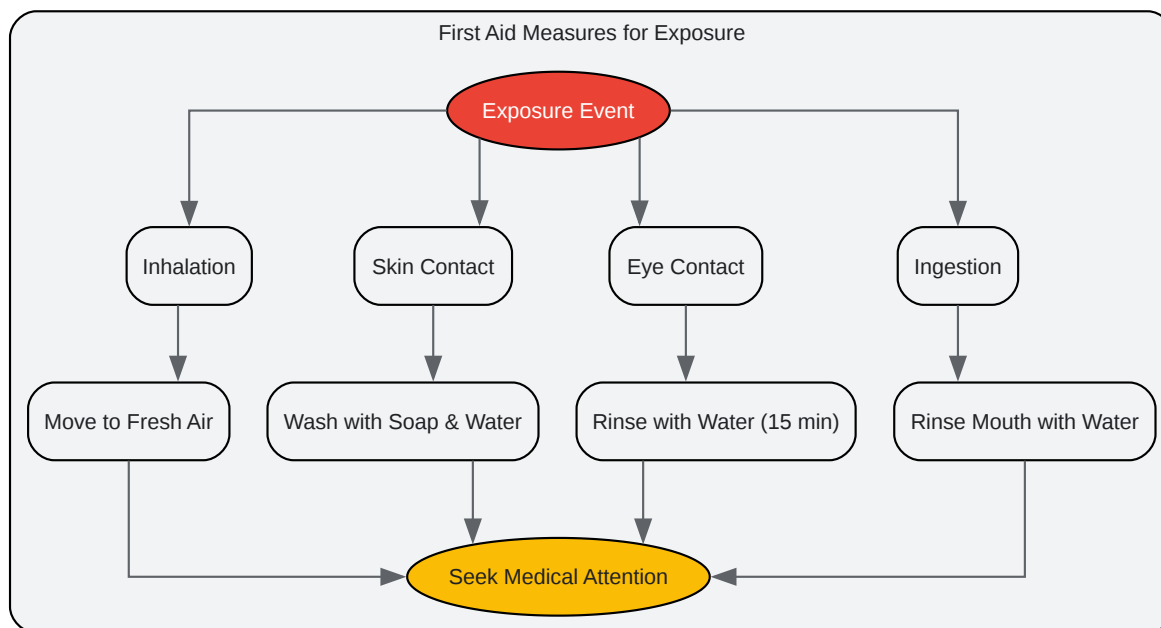 First Aid Measures for Exposure
Exposure Event
Inhalation
Skin Contact
Eye Contact
Ingestion
Move to Fresh Air
Wash with Soap & Water
Rinse with Water (15 min)
Rinse Mouth with Water
Seek Medical Attention